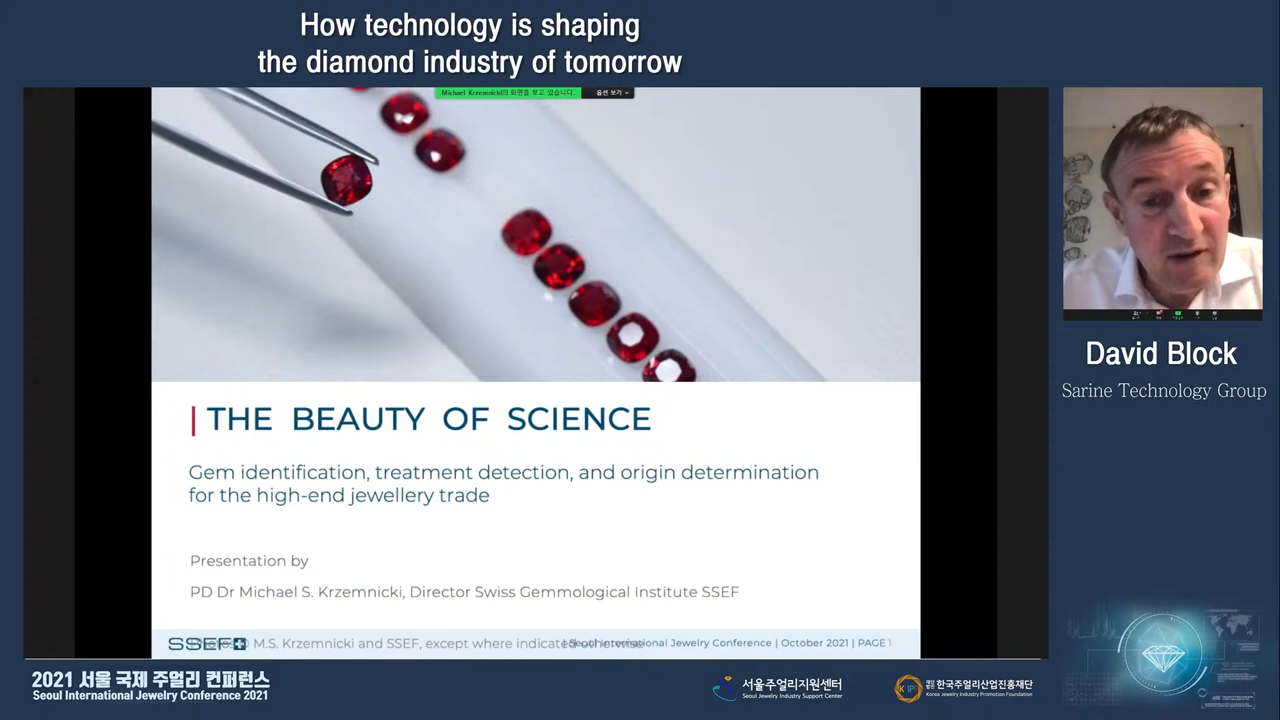 How technology is shaping
the diamond industry of tomorrow
Michael Krzemnicki의 화면을 보고 있습니다. 옵션 보기
THE BEAUTY OF SCIENCE
Gem identification, treatment detection, and origin determination
for the high-end jewellery trade
Presentation by
PD Dr Michael S. Krzemnicki, Director Swiss Gemmological Institute SSEF
SSEF M.S. Krzemnicki and SSEF, except where indicated otherwise
Seoul International Jewelry Conference | October 2021 | PAGE 1
David Block
Sarine Technology Group
2021 서울 국제 주얼리 컨퍼런스
Seoul International Jewelry Conference 2021
서울주얼리지원센터
Seoul Jewelry Industry Support Center
재단법인 한국주얼리산업진흥재단
Korea Jewelry Industry Promotion Foundation